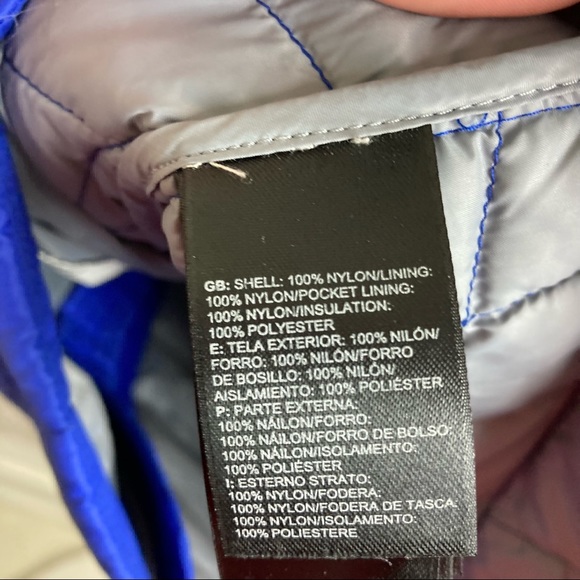 GB: SHELL: 100% NYLON/LINING:
100% NYLON/POCKET LINING:
100% NYLON/INSULATION:
100% POLYESTER
E: TELA EXTERIOR: 100% NILÓN/
FORRO: 100% NILÓN/FORRO
DE BOSILLO: 100% NILÓN/
AISLAMIENTO: 100% POLIÉSTER
P: PARTE EXTERNA:
100% NÁILON/FORRO:
100% NÁILON/FORRO DE BOLSO:
100% NÁILON/ISOLAMENTO:
100% POLIÉSTER
I: ESTERNO STRATO:
100% NYLON/FODERA:
100% NYLON/FODERA DE TASCA:
100% NYLON/ISOLAMENTO:
100% POLIESTERE